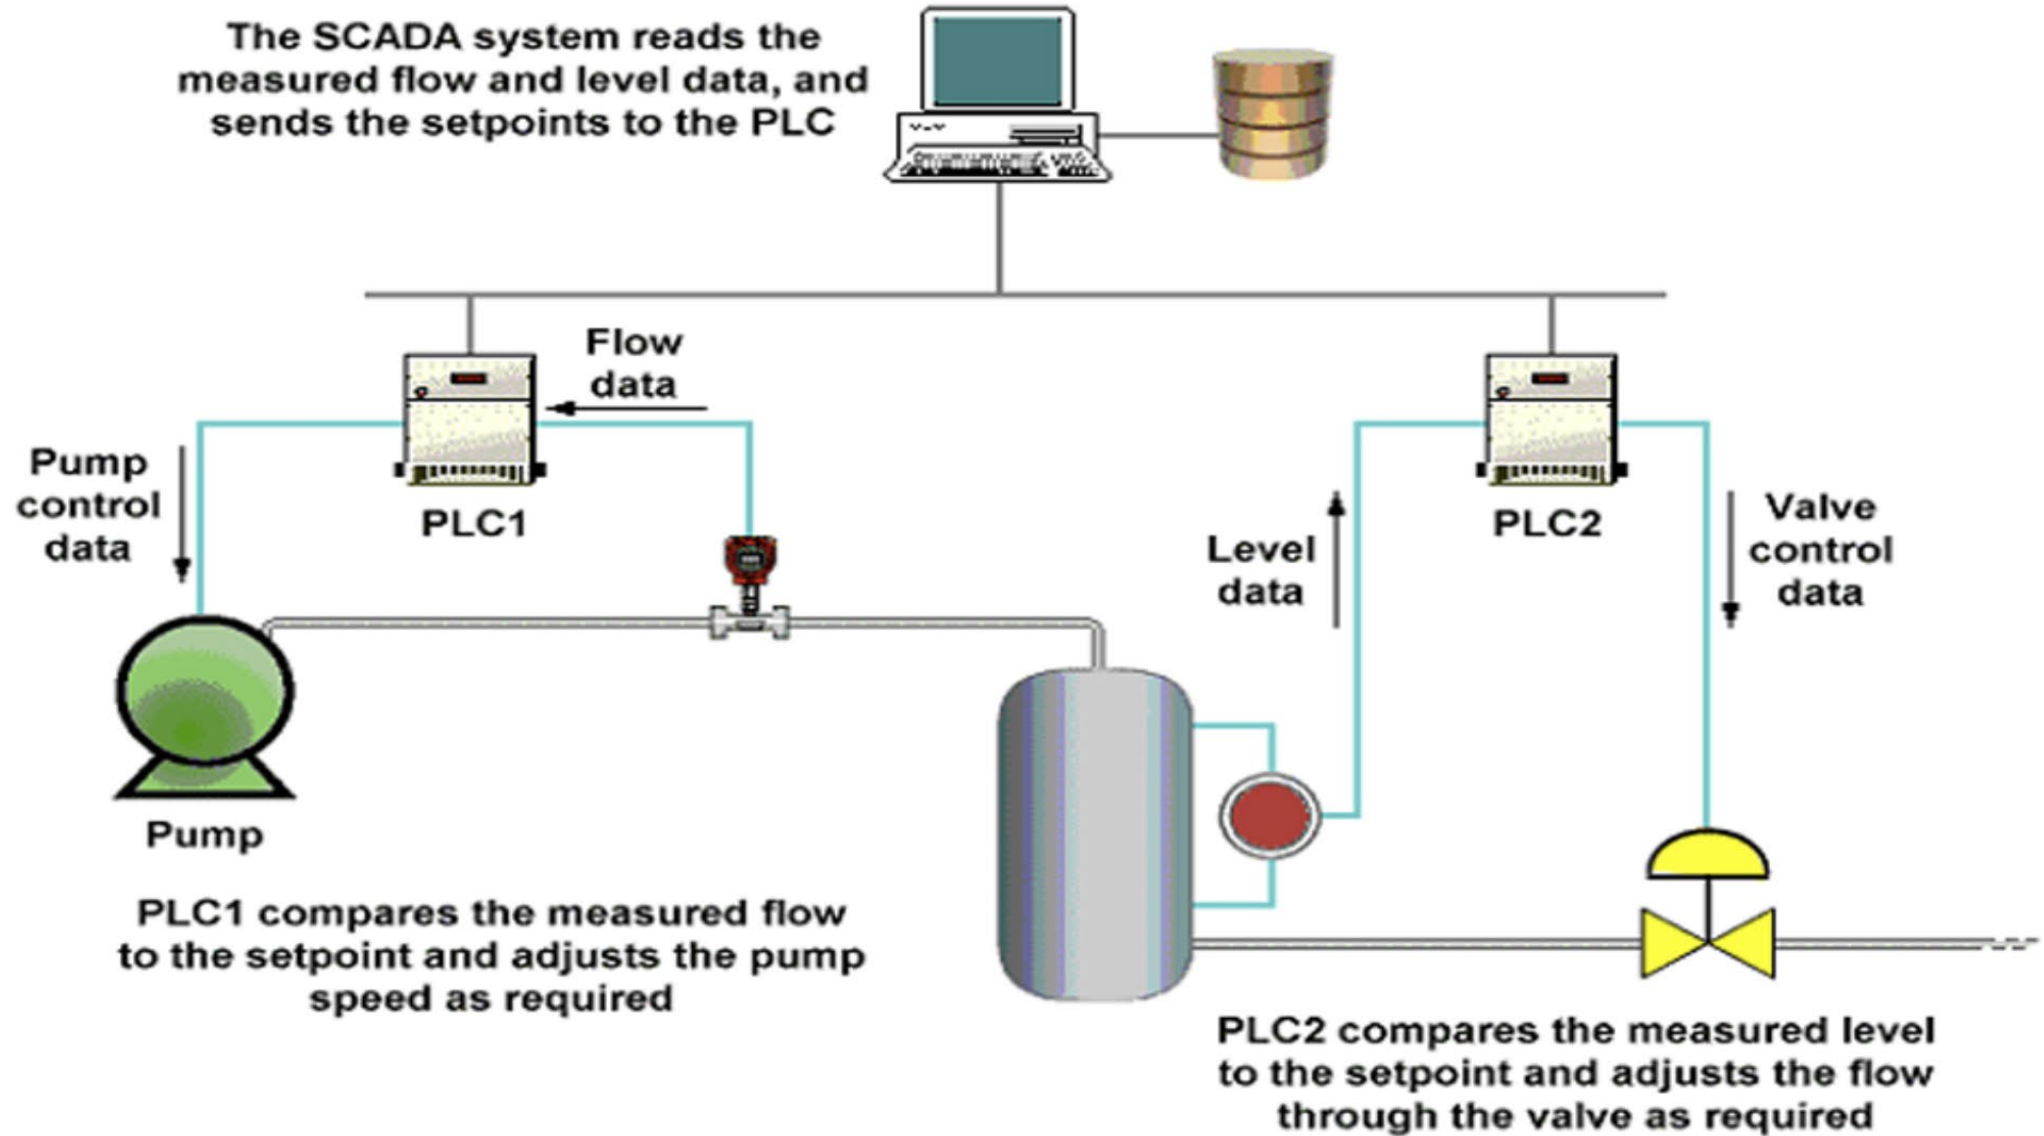 The SCADA system reads the
measured flow and level data, and
sends the setpoints to the PLC
Flow
data
Pump
control
data
PLC1
PLC2
Level
data
Valve
control
data
Pump
PLC1 compares the measured flow
to the setpoint and adjusts the pump
speed as required
PLC2 compares the measured level
to the setpoint and adjusts the flow
through the valve as required